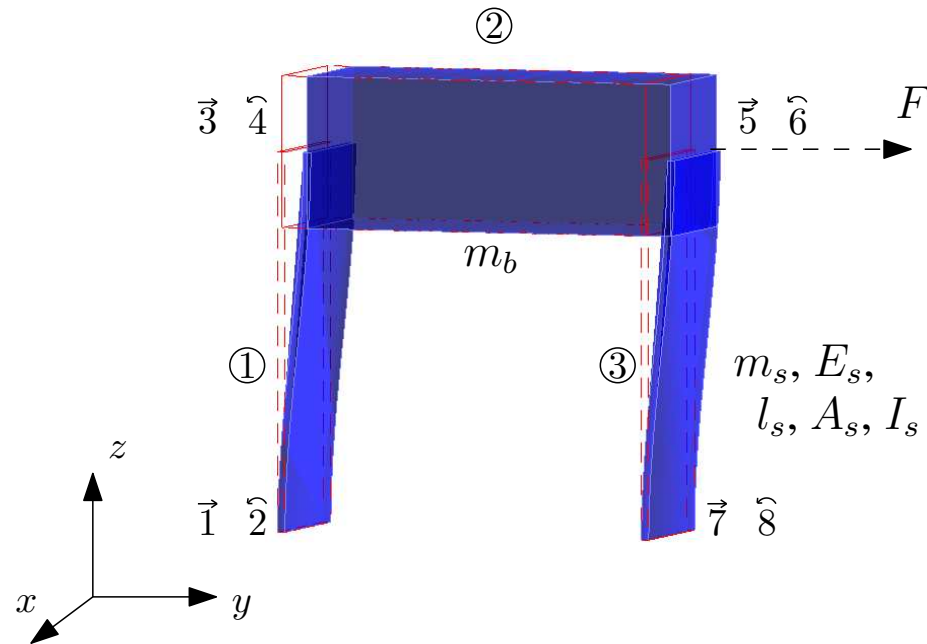 ②
→3 ↶4
→5 ↶6
F
m_b
①
③
m_s, E_s,
l_s, A_s, I_s
z
→1 ↶2
→7 ↶8
x
y